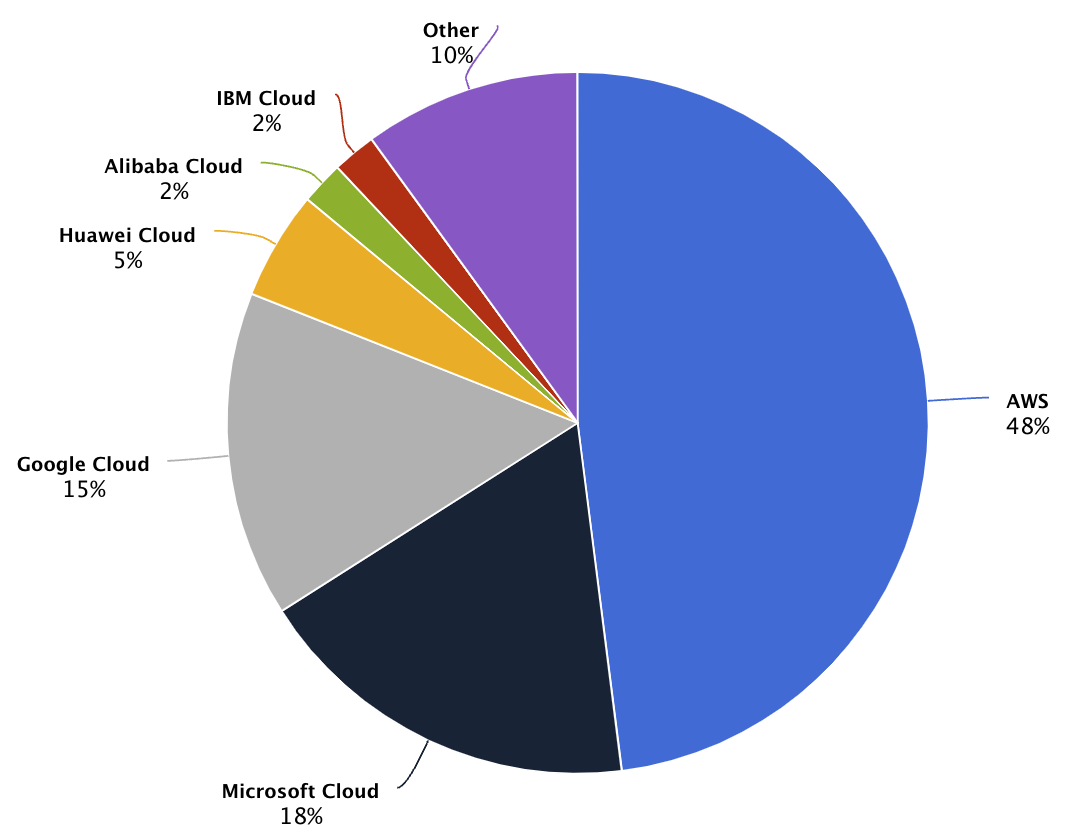 Other
10%
IBM Cloud
2%
Alibaba Cloud
2%
Huawei Cloud
5%
AWS
48%
Google Cloud
15%
Microsoft Cloud
18%